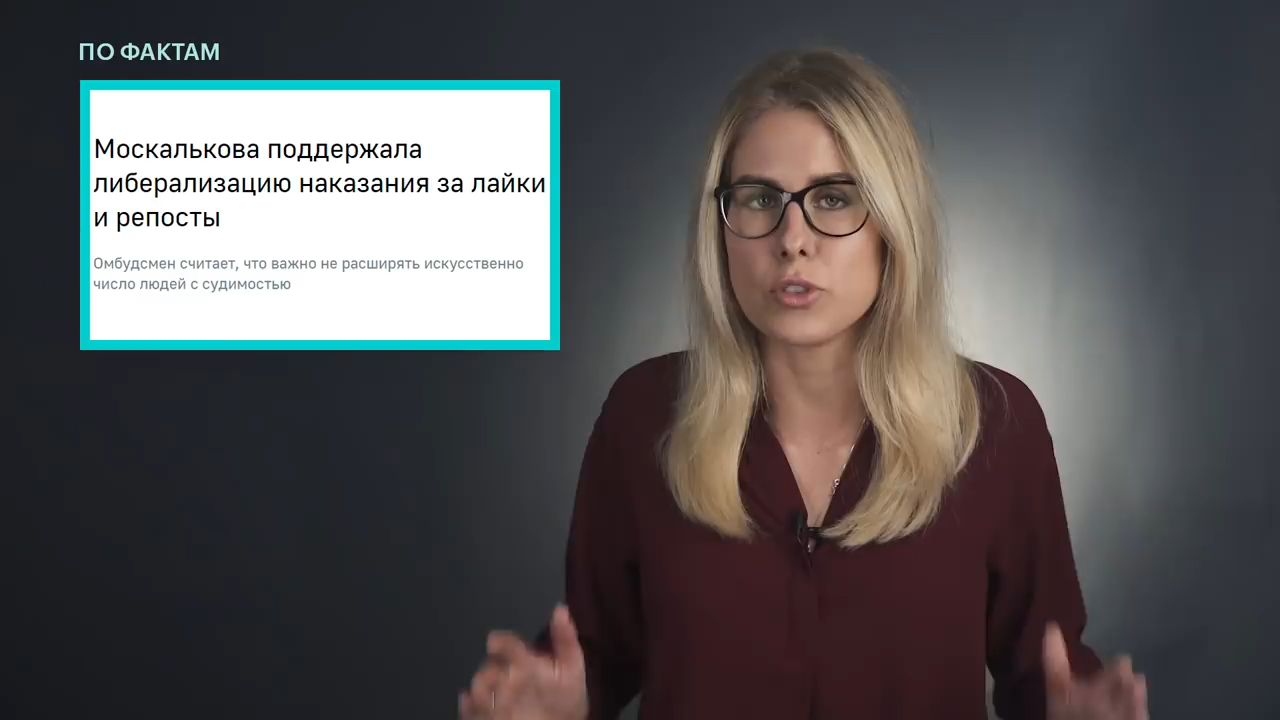 ПО ФАКТАМ
Москалькова поддержала
либерализацию наказания за лайки
и репосты
Омбудсмен считает, что важно не расширять искусственно
число людей с судимостью